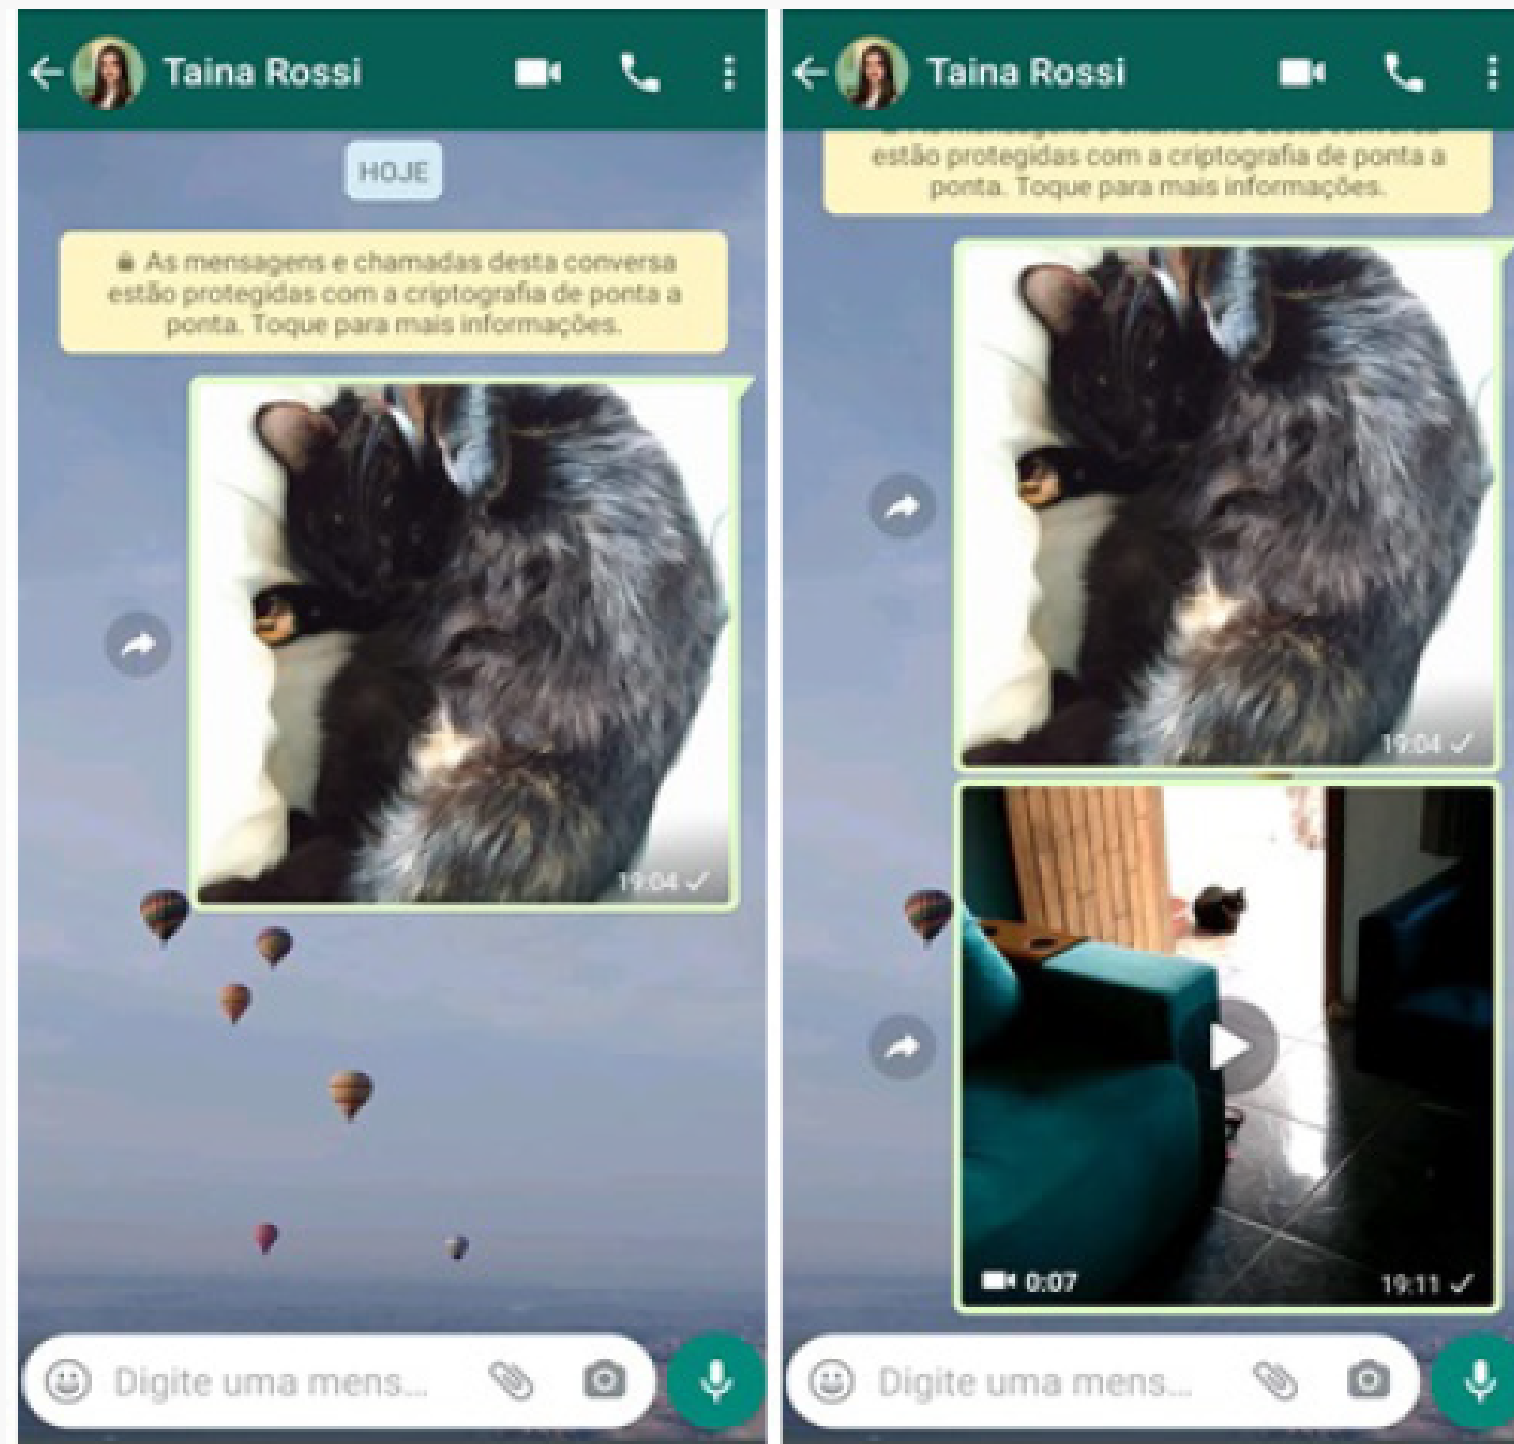 Taina Rossi
HOJE
As mensagens e chamadas desta conversa
estão protegidas com a criptografia de ponta a
ponta. Toque para mais informações.
19:04
Digite uma mens...
Taina Rossi
estão protegidas com a criptografia de ponta a
ponta. Toque para mais informações.
19:04
0:07
19:11
Digite uma mens...